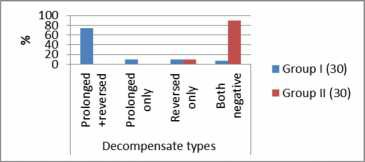 100
80
60
40
20
0
%
Prolonged
+reversed
Prolonged
only
Reversed
only
Both
negative
Decompensate types
Group I (30)
Group II (30)